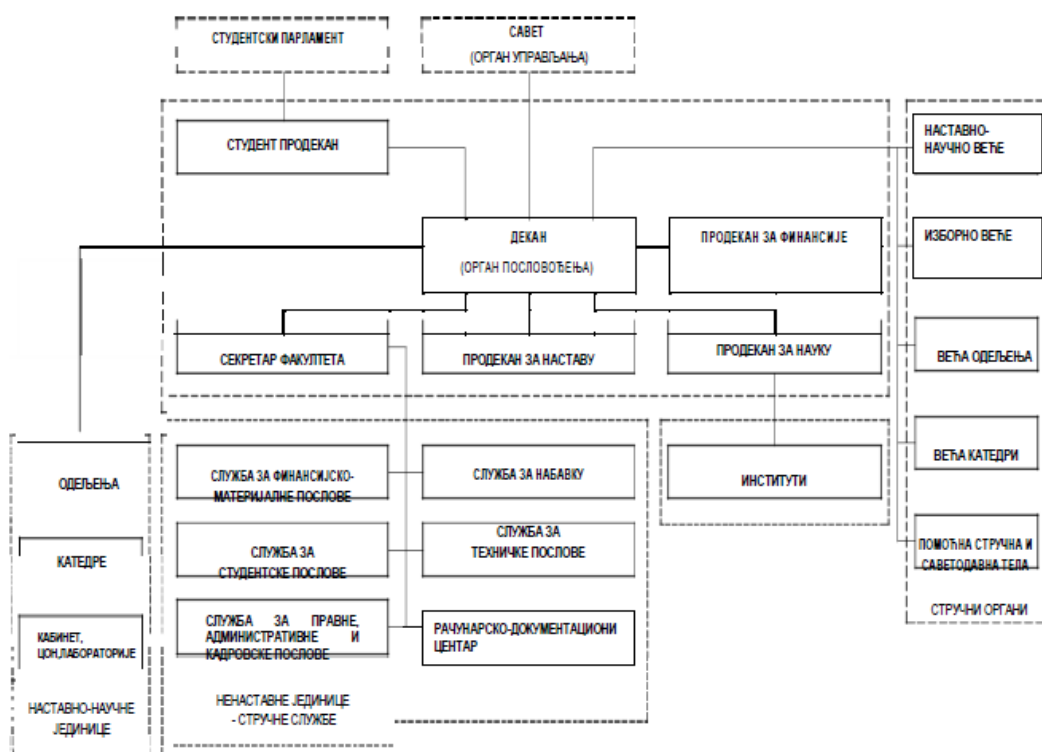 СТУДЕНТСКИ ПАРЛАМЕНТ
САВЕТ
(ОРГАН УПРАВЉАЊА)
СТУДЕНТ ПРОДЕКАН
НАСТАВНО-
НАУЧНО ВЕЋЕ
ДЕКАН
(ОРГАН ПОСЛОВОЂЕЊА)
ПРОДЕКАН ЗА ФИНАНСИЈЕ
ИЗБОРНО ВЕЋЕ
СЕКРЕТАР ФАКУЛТЕТА
ПРОДЕКАН ЗА НАСТАВУ
ПРОДЕКАН ЗА НАУКУ
ВЕЋА ОДЕЉЕЊА
ОДЕЉЕЊА
СЛУЖБА ЗА ФИНАНСИЈСКО-
МАТЕРИЈАЛНЕ ПОСЛОВЕ
СЛУЖБА ЗА НАБАВКУ
ИНСТИТУТИ
ВЕЋА КАТЕДРИ
КАТЕДРЕ
СЛУЖБА ЗА
СТУДЕНТСКЕ ПОСЛОВЕ
СЛУЖБА ЗА
ТЕХНИЧКЕ ПОСЛОВЕ
ПОМОЋНА СТРУЧНА И
САВЕТОДАВНА ТЕЛА
СТРУЧНИ ОРГАНИ
КАБИНЕТ,
ЦОН,ЛАБОРАТОРИЈЕ
СЛУЖБА ЗА ПРАВНЕ,
АДМИНИСТРАТИВНЕ И
КАДРОВСКЕ ПОСЛОВЕ
РАЧУНАРСКО-ДОКУМЕНТАЦИОНИ
ЦЕНТАР
НАСТАВНО-НАУЧНЕ
ЈЕДИНИЦЕ
НЕНАСТАВНЕ ЈЕДИНИЦЕ
- СТРУЧНЕ СЛУЖБЕ